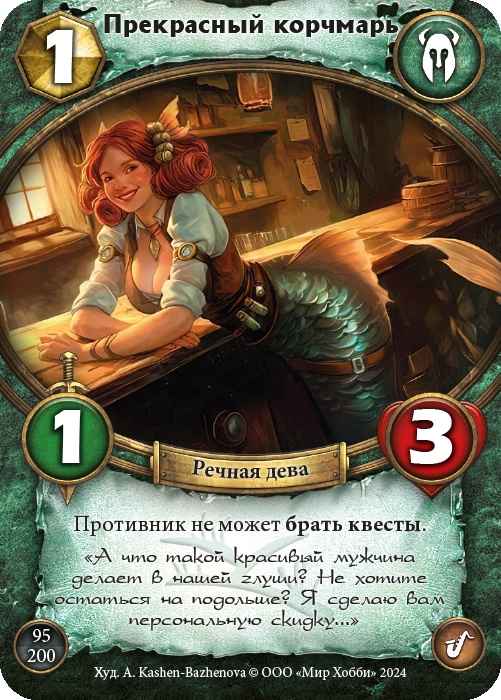 Прекрасный корчмарь
1
1
3
Речная дева
Противник не может брать квесты.
«А что такой красивый мужчина
делает в нашей глуши? Не хотите
остаться на подольше? Я сделаю вам
персональную скидку...»
95
200
Худ. A. Kashen-Bazhenova © ООО «Мир Хобби» 2024